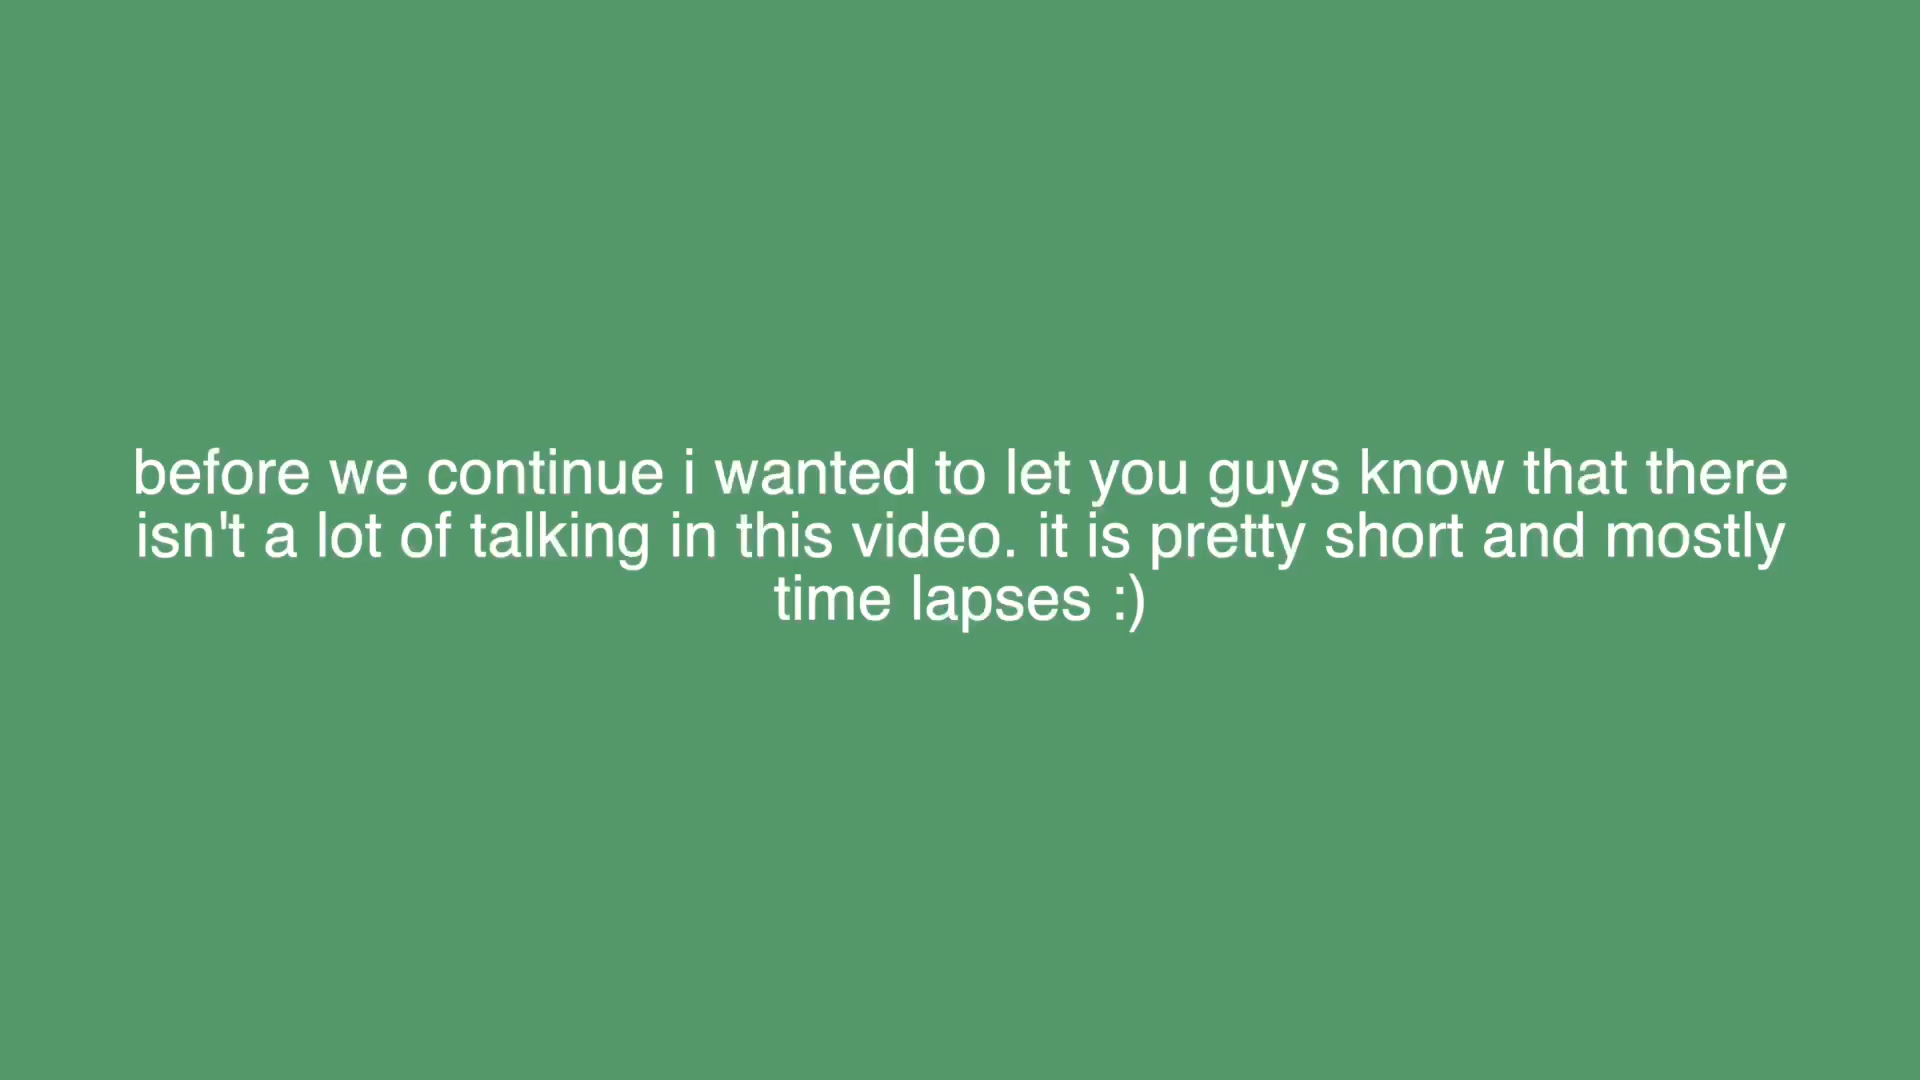 before we continue i wanted to let you guys know that there
isn't a lot of talking in this video. it is pretty short and mostly
time lapses :)